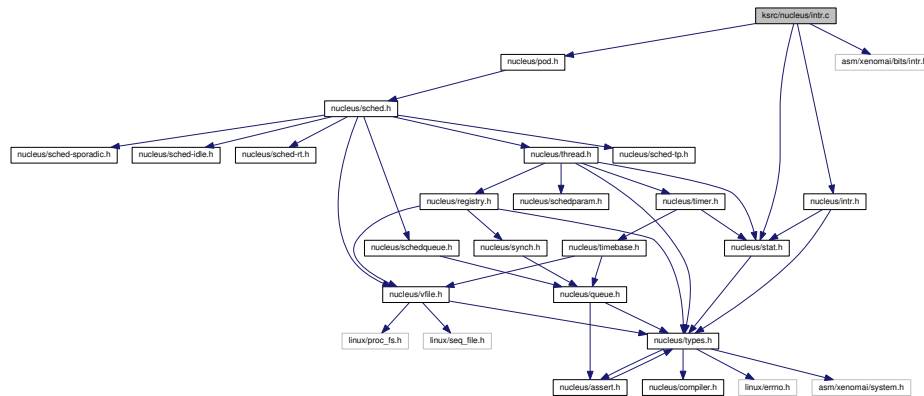 ksrc/nucleus/intr.c
nucleus/pod.h
asm/xenomai/bits/intr.h
nucleus/sched.h
nucleus/sched-sporadic.h
nucleus/sched-idle.h
nucleus/sched-rt.h
nucleus/thread.h
nucleus/sched-tp.h
nucleus/registry.h
nucleus/schedparam.h
nucleus/timer.h
nucleus/intr.h
nucleus/schedqueue.h
nucleus/synch.h
nucleus/timebase.h
nucleus/stat.h
nucleus/vfile.h
nucleus/queue.h
linux/proc_fs.h
linux/seq_file.h
nucleus/types.h
nucleus/assert.h
nucleus/compiler.h
linux/errno.h
asm/xenomai/system.h